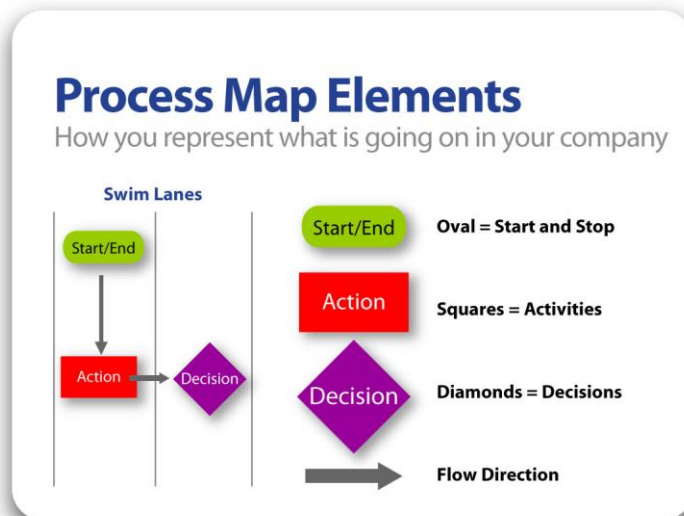 Process Map Elements
How you represent what is going on in your company
Swim Lanes
Start/End
Action
Decision
Start/End
Oval = Start and Stop
Action
Squares = Activities
Decision
Diamonds = Decisions
Flow Direction